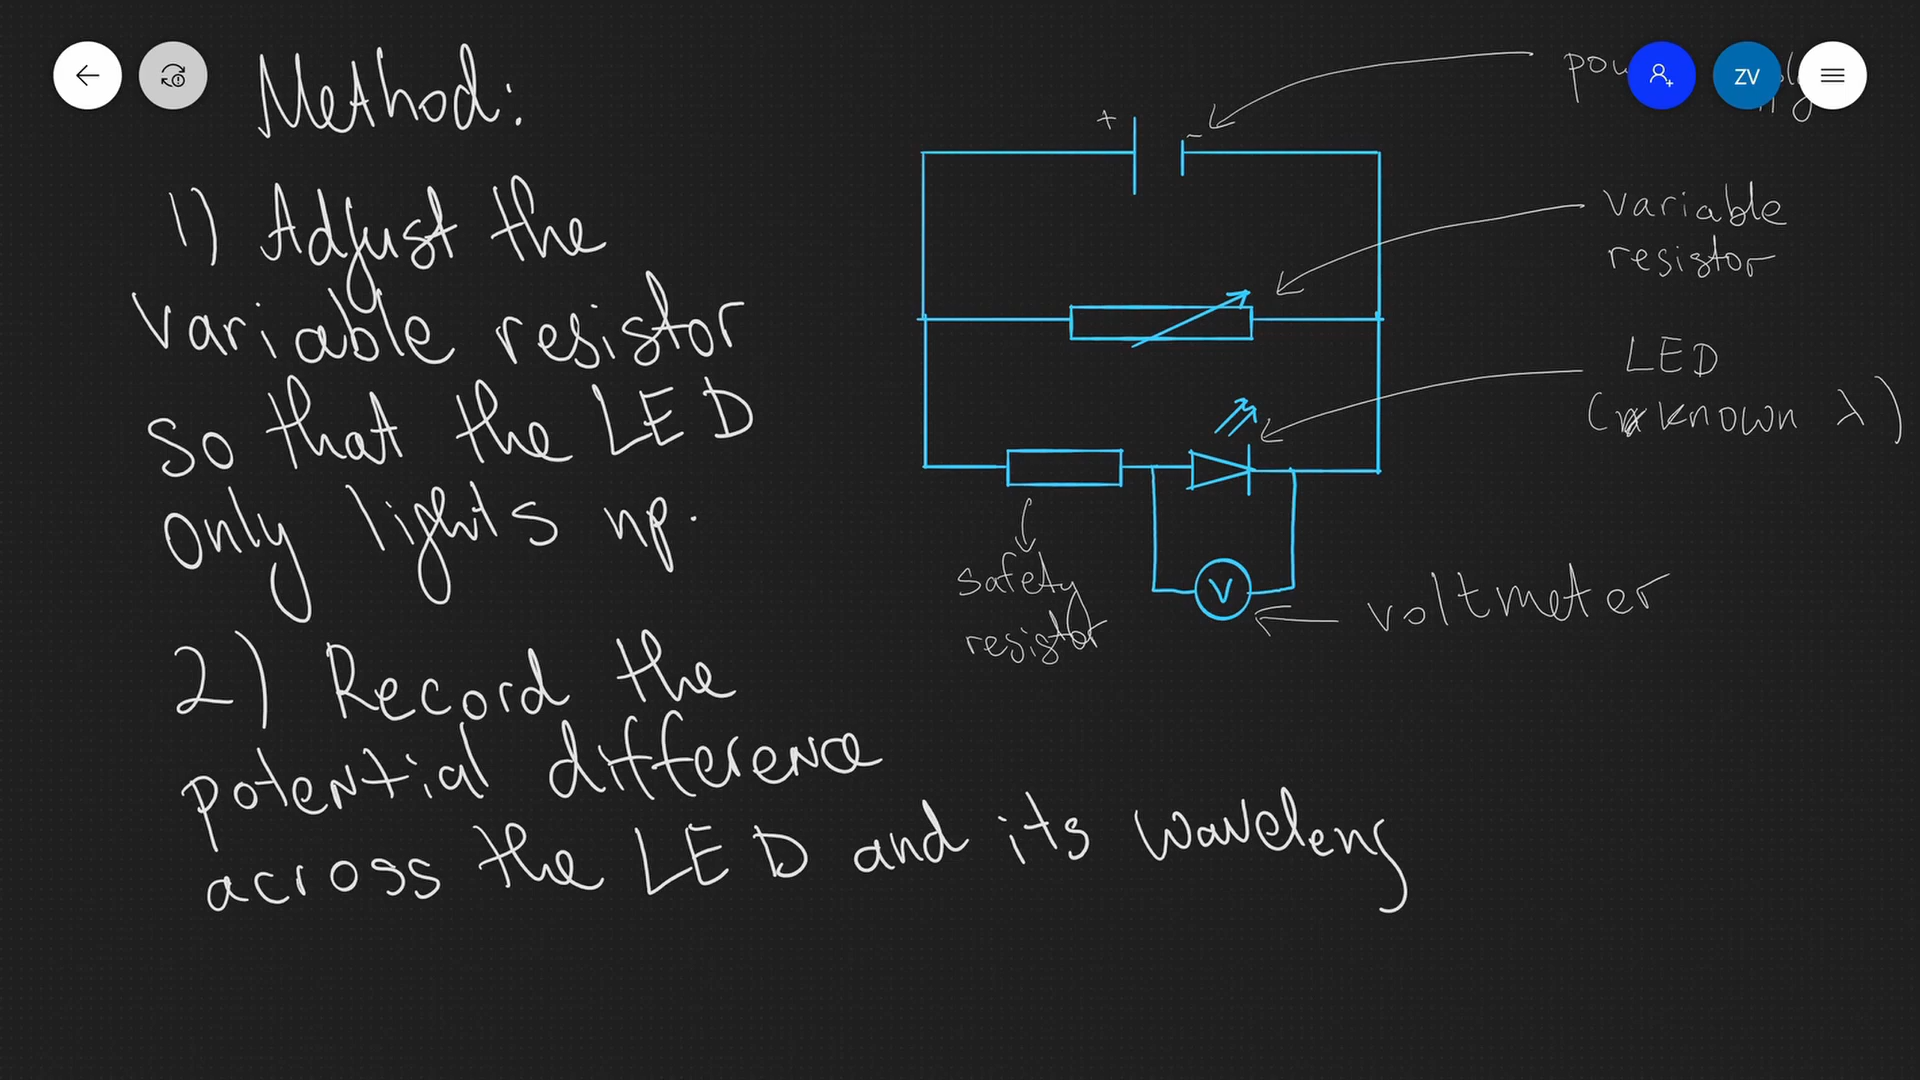 Method:
1) Adjust the
variable resistor
so that the LED
only lights up.
2) Record the
potential difference
across the LED and its waveleng
+
-
variable
resistor
LED
(known λ)
safety
resistor
V
voltmeter
ZV